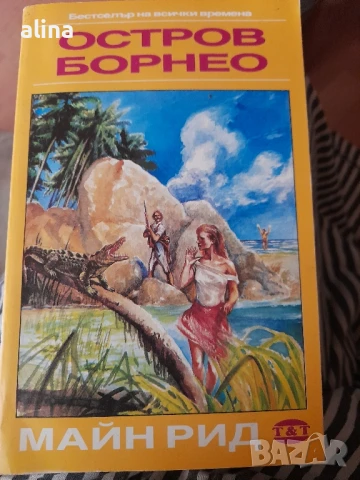 alina
Бестселър на всички времена
ОСТРОВ
БОРНЕО
МАЙН РИД
T&T
BAZAR